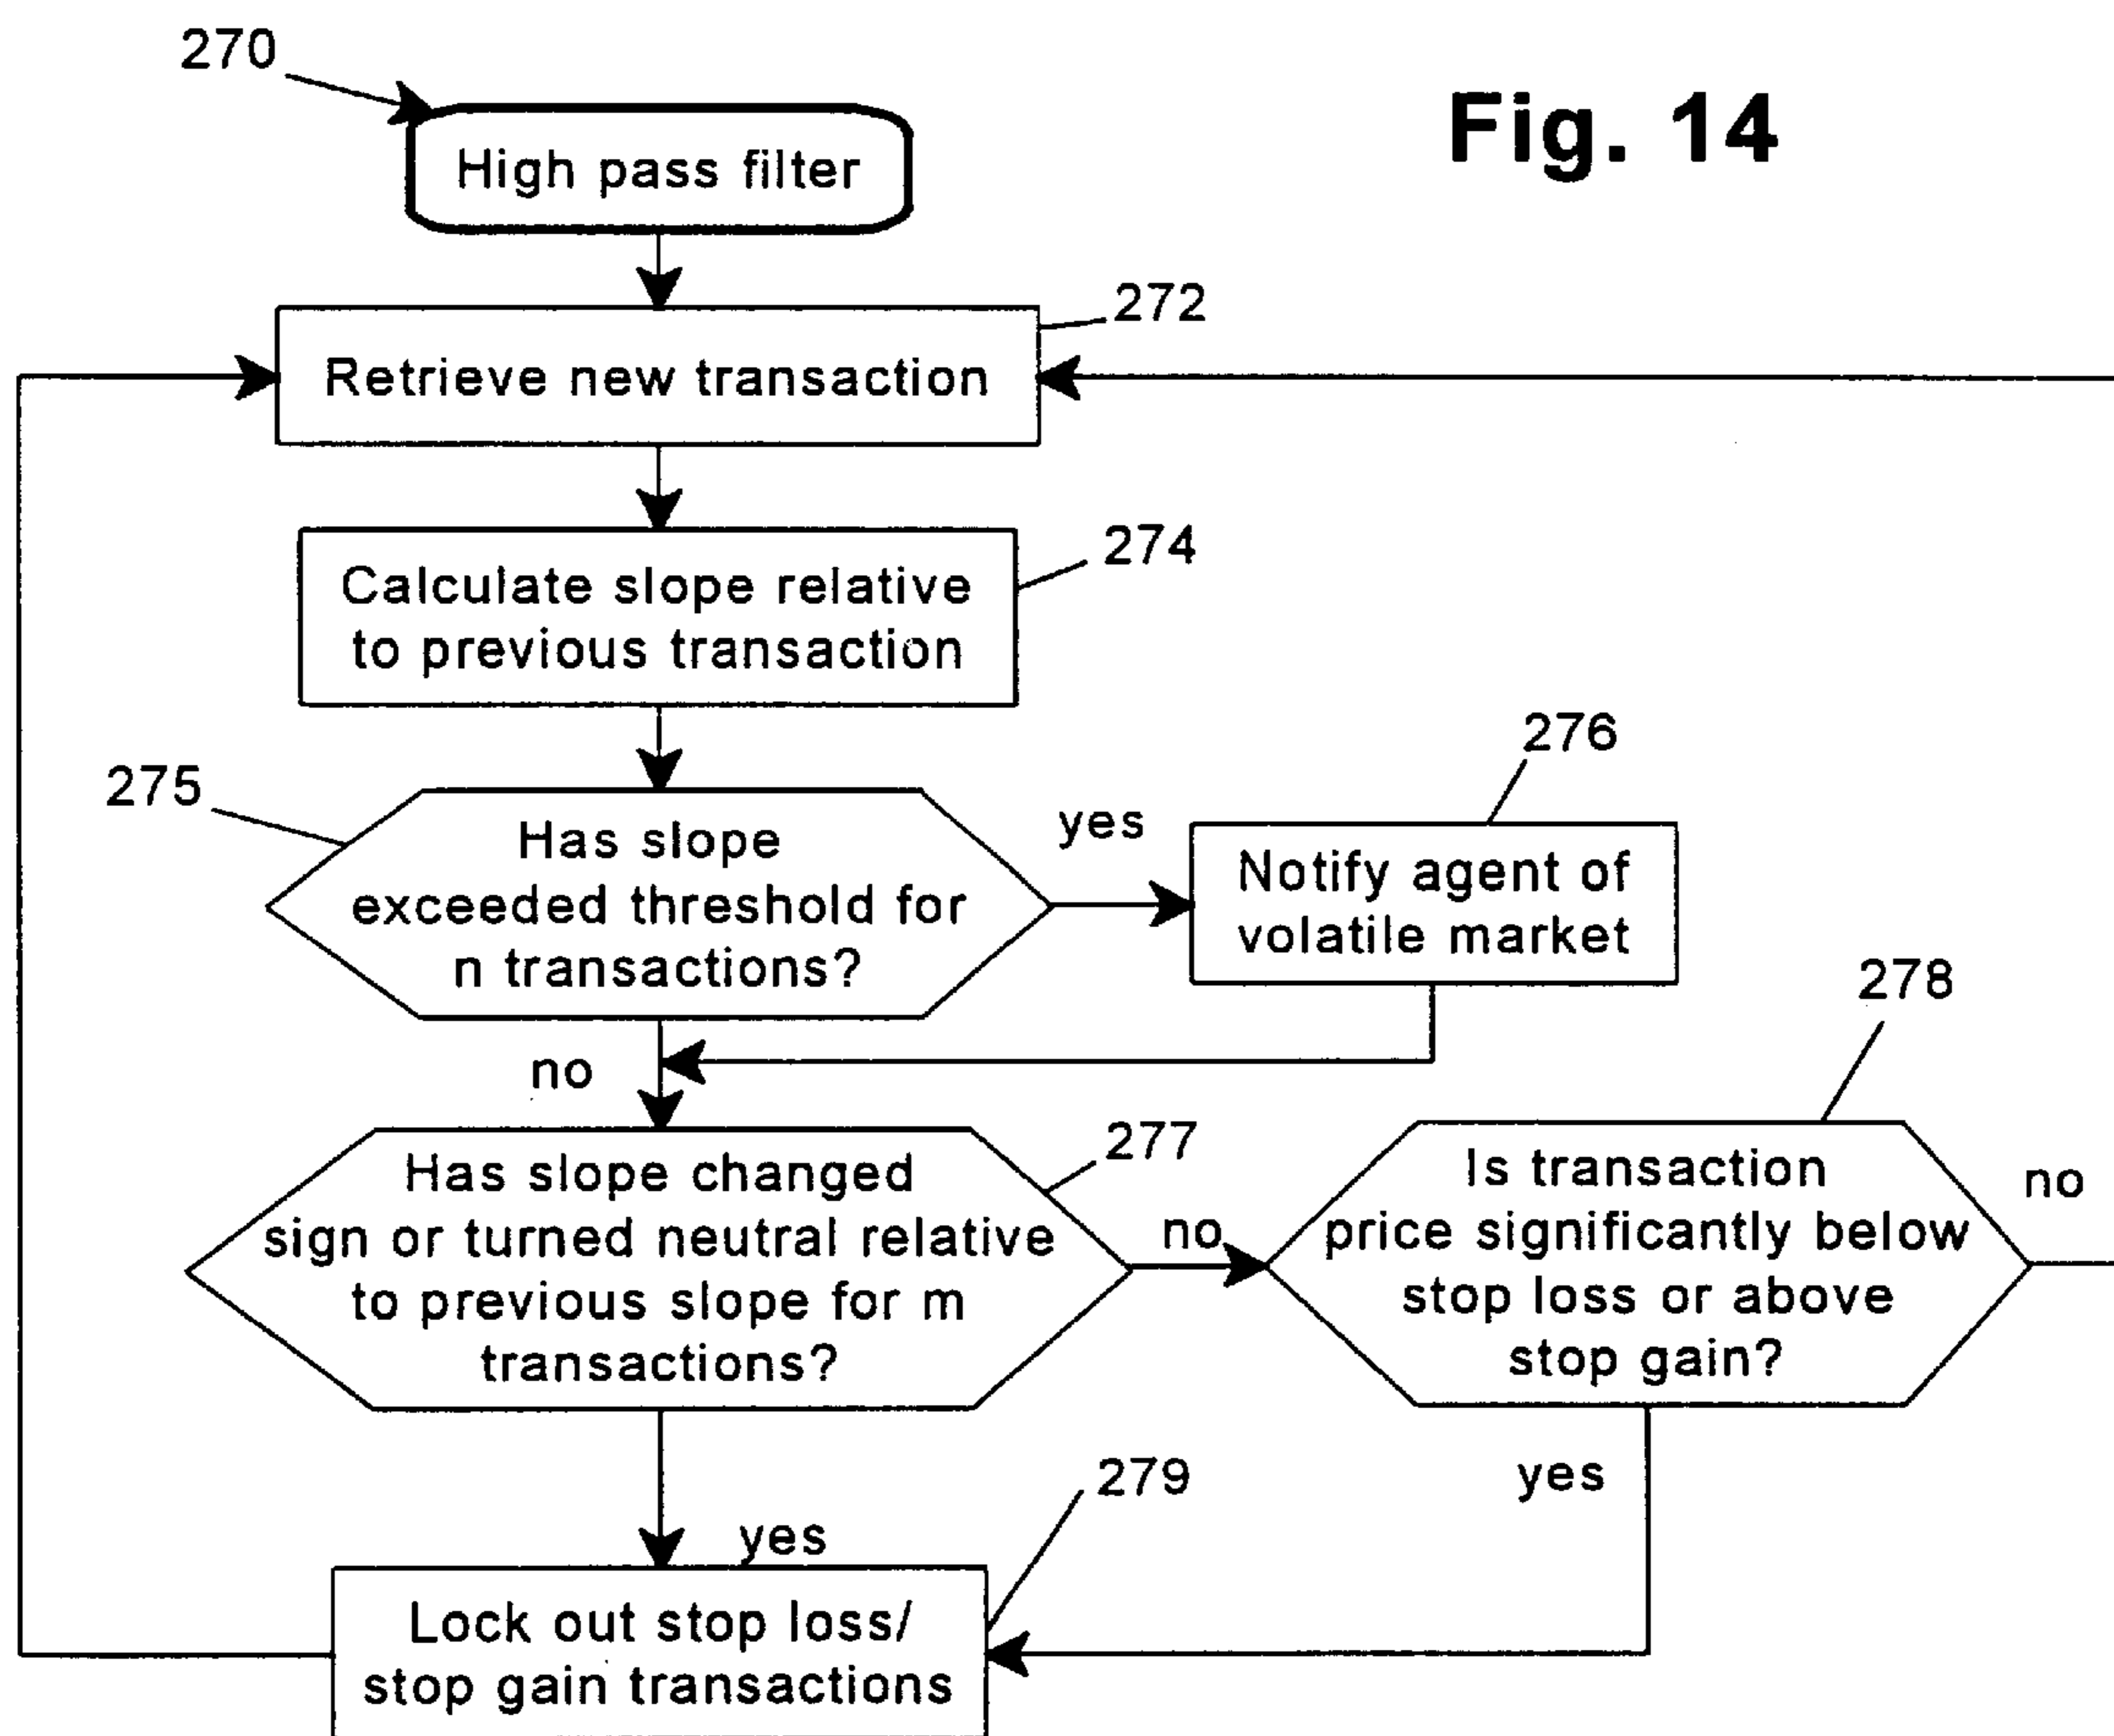 270
Fig. 14
High pass filter
272
Retrieve new transaction
274
Calculate slope relative
to previous transaction
276
275
yes
Has slope
exceeded threshold for
n transactions?
Notify agent of
volatile market
278
no
277
Has slope changed
sign or turned neutral relative
to previous slope for m
transactions?
no
Is transaction
price significantly below
stop loss or above
stop gain?
no
279
yes
yes
Lock out stop loss/
stop gain transactions